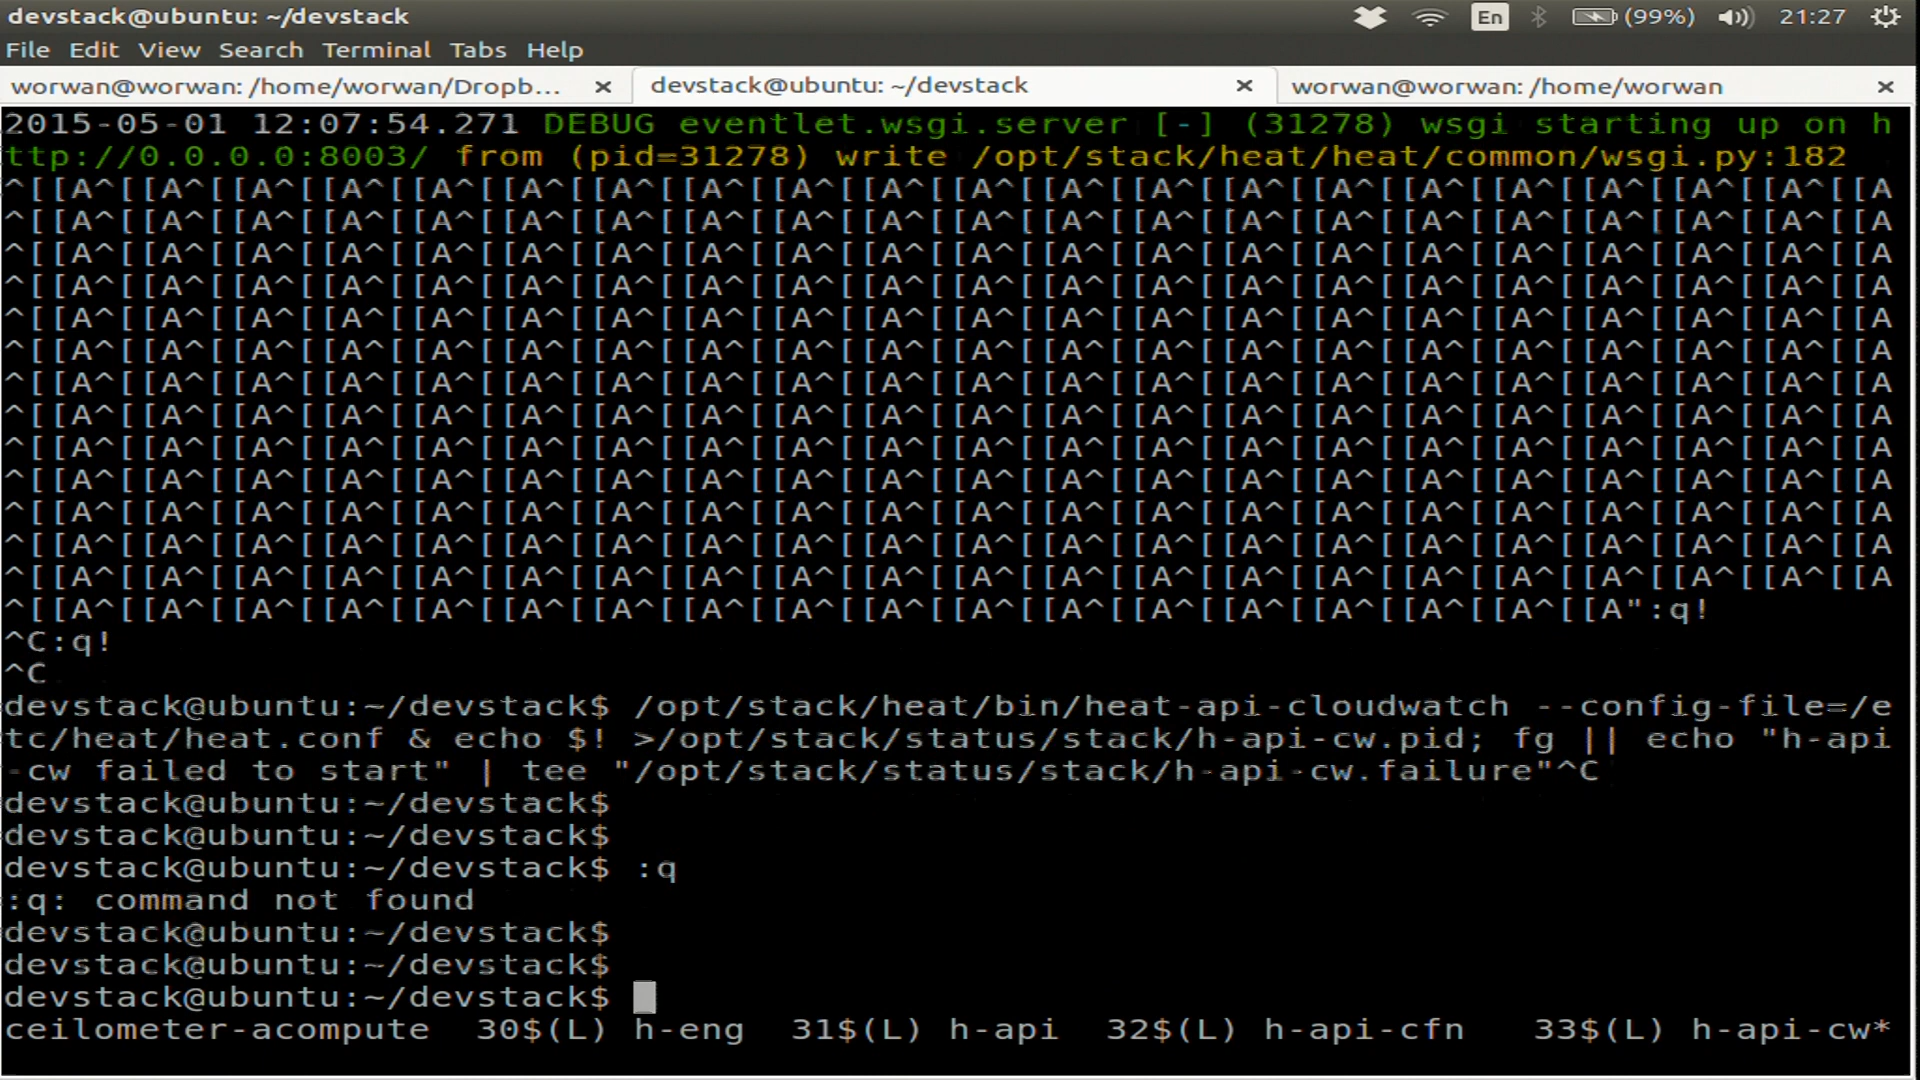 devstack@ubuntu: ~/devstack En (99%) 21:27
File Edit View Search Terminal Tabs Help
worwan@worwan: /home/worwan/Dropb... × devstack@ubuntu: ~/devstack × worwan@worwan: /home/worwan ×
2015-05-01 12:07:54.271 DEBUG eventlet.wsgi.server [-] (31278) wsgi starting up on h
ttp://0.0.0.0:8003/ from (pid=31278) write /opt/stack/heat/heat/common/wsgi.py:182
^[[A^[[A^[[A^[[A^[[A^[[A^[[A^[[A^[[A^[[A^[[A^[[A^[[A^[[A^[[A^[[A^[[A^[[A^[[A^[[A^[[A
^[[A^[[A^[[A^[[A^[[A^[[A^[[A^[[A^[[A^[[A^[[A^[[A^[[A^[[A^[[A^[[A^[[A^[[A^[[A^[[A^[[A
^[[A^[[A^[[A^[[A^[[A^[[A^[[A^[[A^[[A^[[A^[[A^[[A^[[A^[[A^[[A^[[A^[[A^[[A^[[A^[[A^[[A
^[[A^[[A^[[A^[[A^[[A^[[A^[[A^[[A^[[A^[[A^[[A^[[A^[[A^[[A^[[A^[[A^[[A^[[A^[[A^[[A^[[A
^[[A^[[A^[[A^[[A^[[A^[[A^[[A^[[A^[[A^[[A^[[A^[[A^[[A^[[A^[[A^[[A^[[A^[[A^[[A^[[A^[[A
^[[A^[[A^[[A^[[A^[[A^[[A^[[A^[[A^[[A^[[A^[[A^[[A^[[A^[[A^[[A^[[A^[[A^[[A^[[A^[[A^[[A
^[[A^[[A^[[A^[[A^[[A^[[A^[[A^[[A^[[A^[[A^[[A^[[A^[[A^[[A^[[A^[[A^[[A^[[A^[[A^[[A^[[A
^[[A^[[A^[[A^[[A^[[A^[[A^[[A^[[A^[[A^[[A^[[A^[[A^[[A^[[A^[[A^[[A^[[A^[[A^[[A^[[A^[[A
^[[A^[[A^[[A^[[A^[[A^[[A^[[A^[[A^[[A^[[A^[[A^[[A^[[A^[[A^[[A^[[A^[[A^[[A^[[A^[[A^[[A
^[[A^[[A^[[A^[[A^[[A^[[A^[[A^[[A^[[A^[[A^[[A^[[A^[[A^[[A^[[A^[[A^[[A^[[A^[[A^[[A^[[A
^[[A^[[A^[[A^[[A^[[A^[[A^[[A^[[A^[[A^[[A^[[A^[[A^[[A^[[A^[[A^[[A^[[A^[[A^[[A^[[A^[[A
^[[A^[[A^[[A^[[A^[[A^[[A^[[A^[[A^[[A^[[A^[[A^[[A^[[A^[[A^[[A^[[A^[[A^[[A^[[A^[[A^[[A
^[[A^[[A^[[A^[[A^[[A^[[A^[[A^[[A^[[A^[[A^[[A^[[A^[[A^[[A^[[A^[[A^[[A^[[A^[[A^[[A^[[A
^[[A^[[A^[[A^[[A^[[A^[[A^[[A^[[A^[[A^[[A^[[A^[[A^[[A^[[A^[[A^[[A^[[A^[[A":q!
^C:q!
^C
devstack@ubuntu:~/devstack$ /opt/stack/heat/bin/heat-api-cloudwatch --config-file=/e
tc/heat/heat.conf & echo $! >/opt/stack/status/stack/h-api-cw.pid; fg || echo "h-api
-cw failed to start" | tee "/opt/stack/status/stack/h-api-cw.failure"^C
devstack@ubuntu:~/devstack$
devstack@ubuntu:~/devstack$
devstack@ubuntu:~/devstack$ :q
:q: command not found
devstack@ubuntu:~/devstack$
devstack@ubuntu:~/devstack$
devstack@ubuntu:~/devstack$
ceilometer-acompute 30$(L) h-eng 31$(L) h-api 32$(L) h-api-cfn 33$(L) h-api-cw*